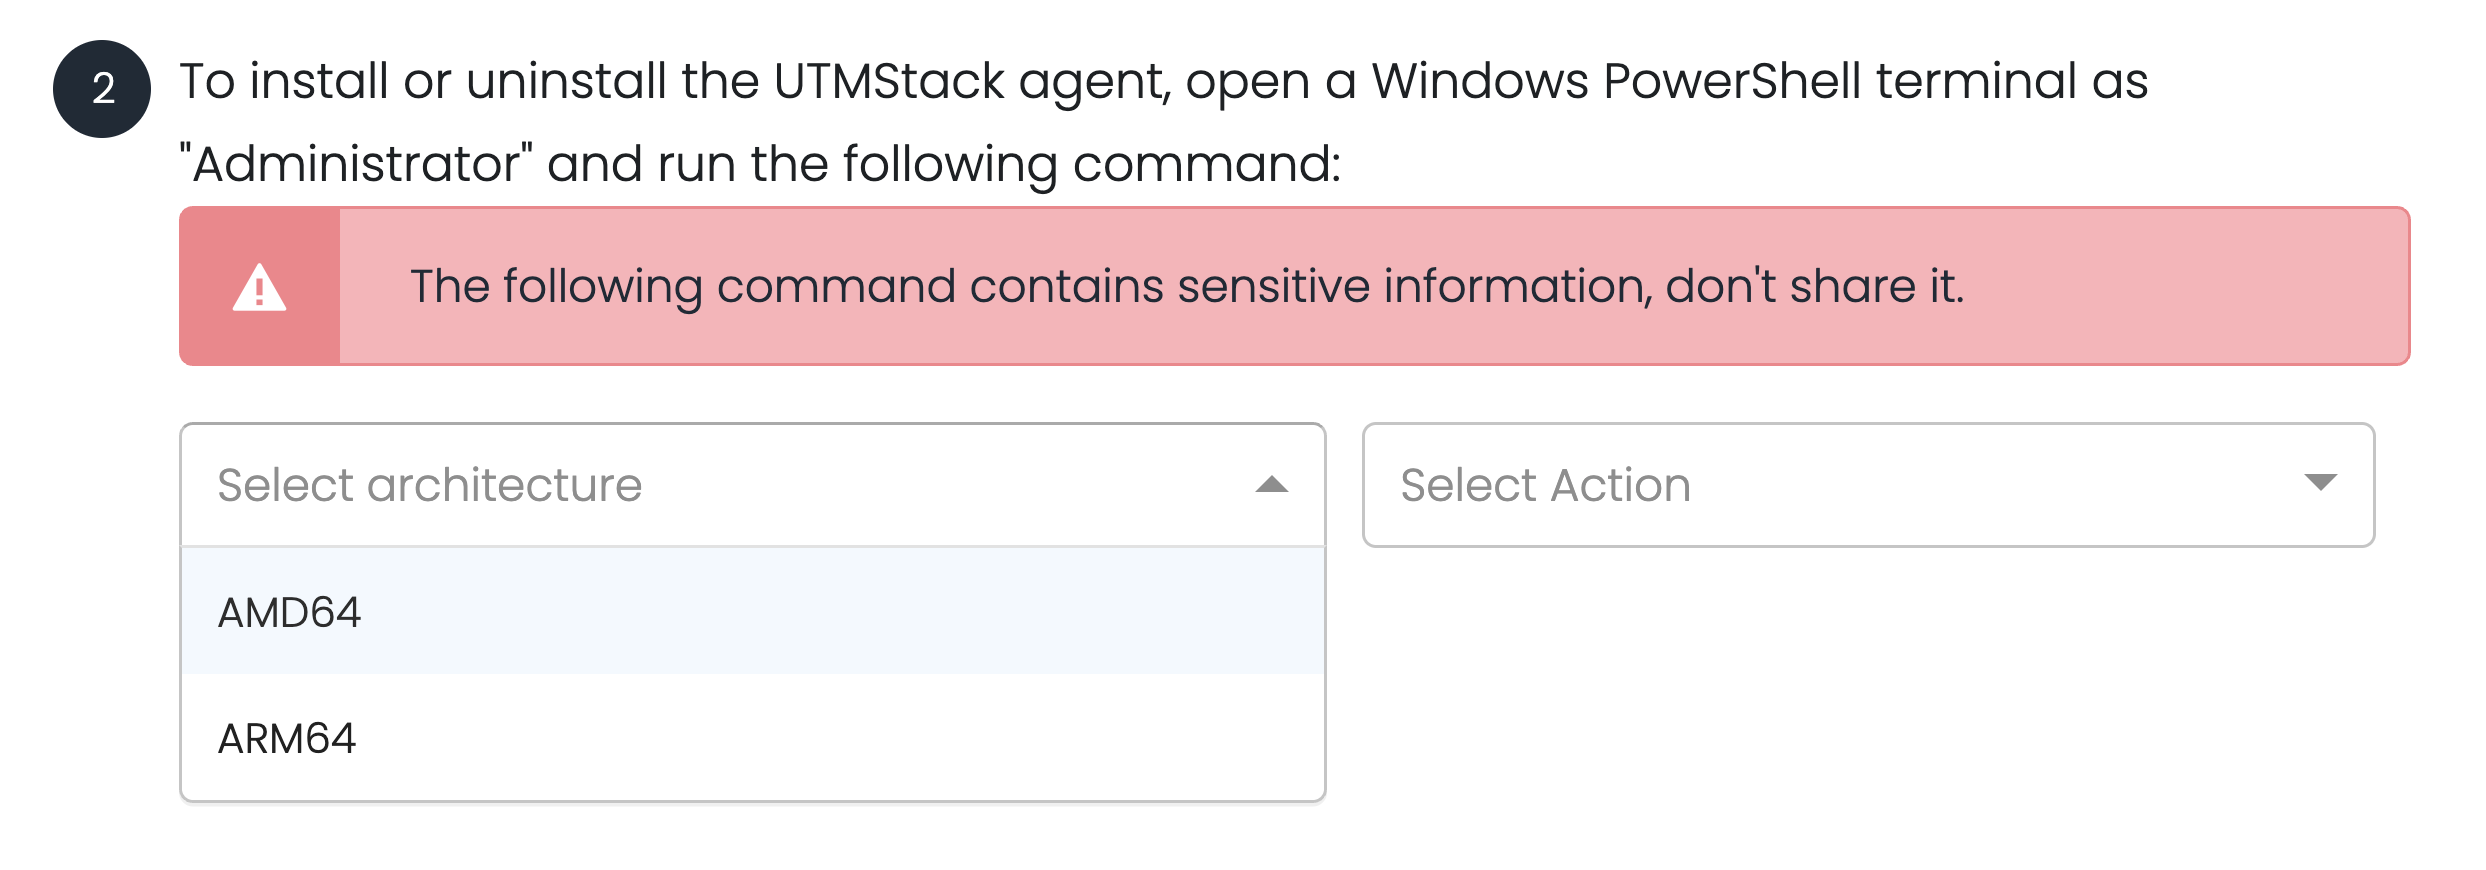 2
To install or uninstall the UTMStack agent, open a Windows PowerShell terminal as
"Administrator" and run the following command:
The following command contains sensitive information, don't share it.
Select architecture
Select Action
AMD64
ARM64